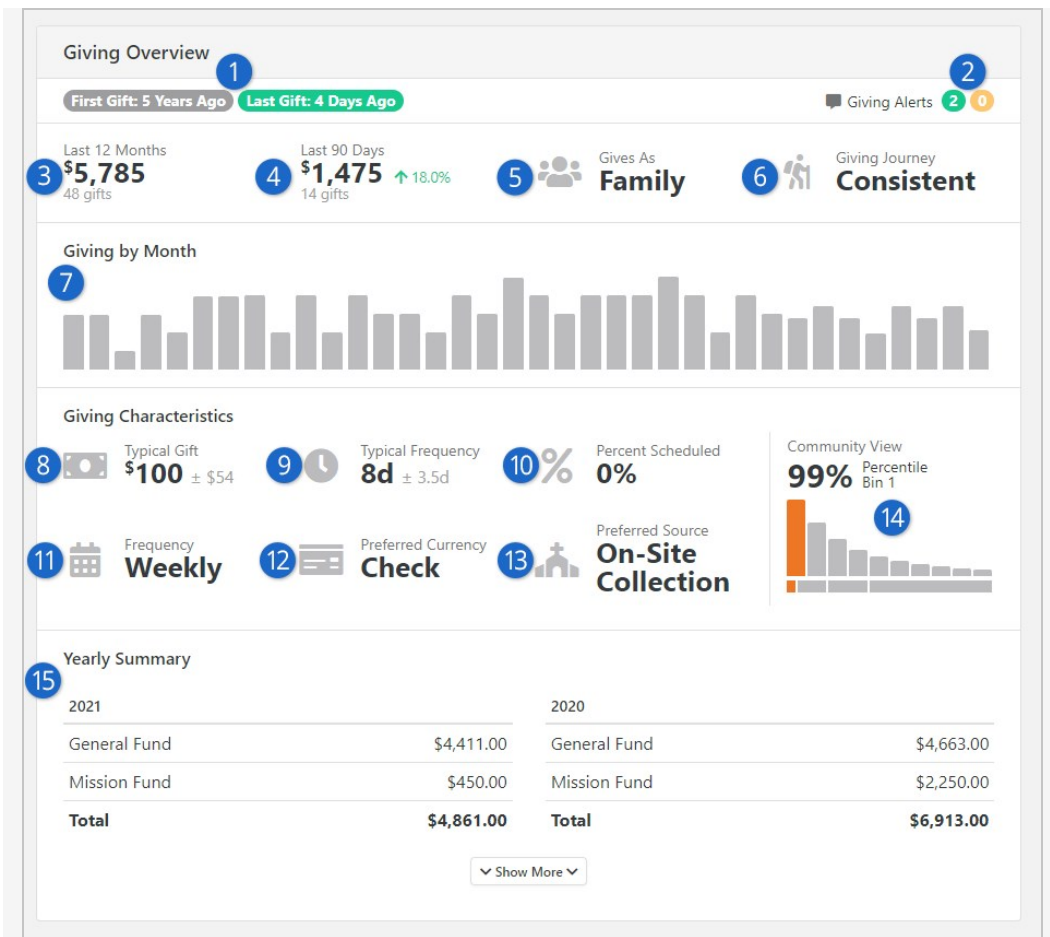 Giving Overview
1
2
First Gift: 5 Years Ago Last Gift: 4 Days Ago Giving Alerts 2 0
Last 12 Months
3 $5,785
48 gifts
Last 90 Days
4 $1,475 ↑ 18.0%
14 gifts
Gives As
5 Family
Giving Journey
6 Consistent
Giving by Month
7
Giving Characteristics
Typical Gift
8 $100 ± $54
Typical Frequency
9 8d ± 3.5d
Percent Scheduled
10 % 0%
Frequency
11 Weekly
Preferred Currency
12 Check
Preferred Source
13 On-Site
Collection
Community View
99% Percentile
Bin 1
14
Yearly Summary
15
2021
General Fund $4,411.00
Mission Fund $450.00
Total $4,861.00
2020
General Fund $4,663.00
Mission Fund $2,250.00
Total $6,913.00
Show More